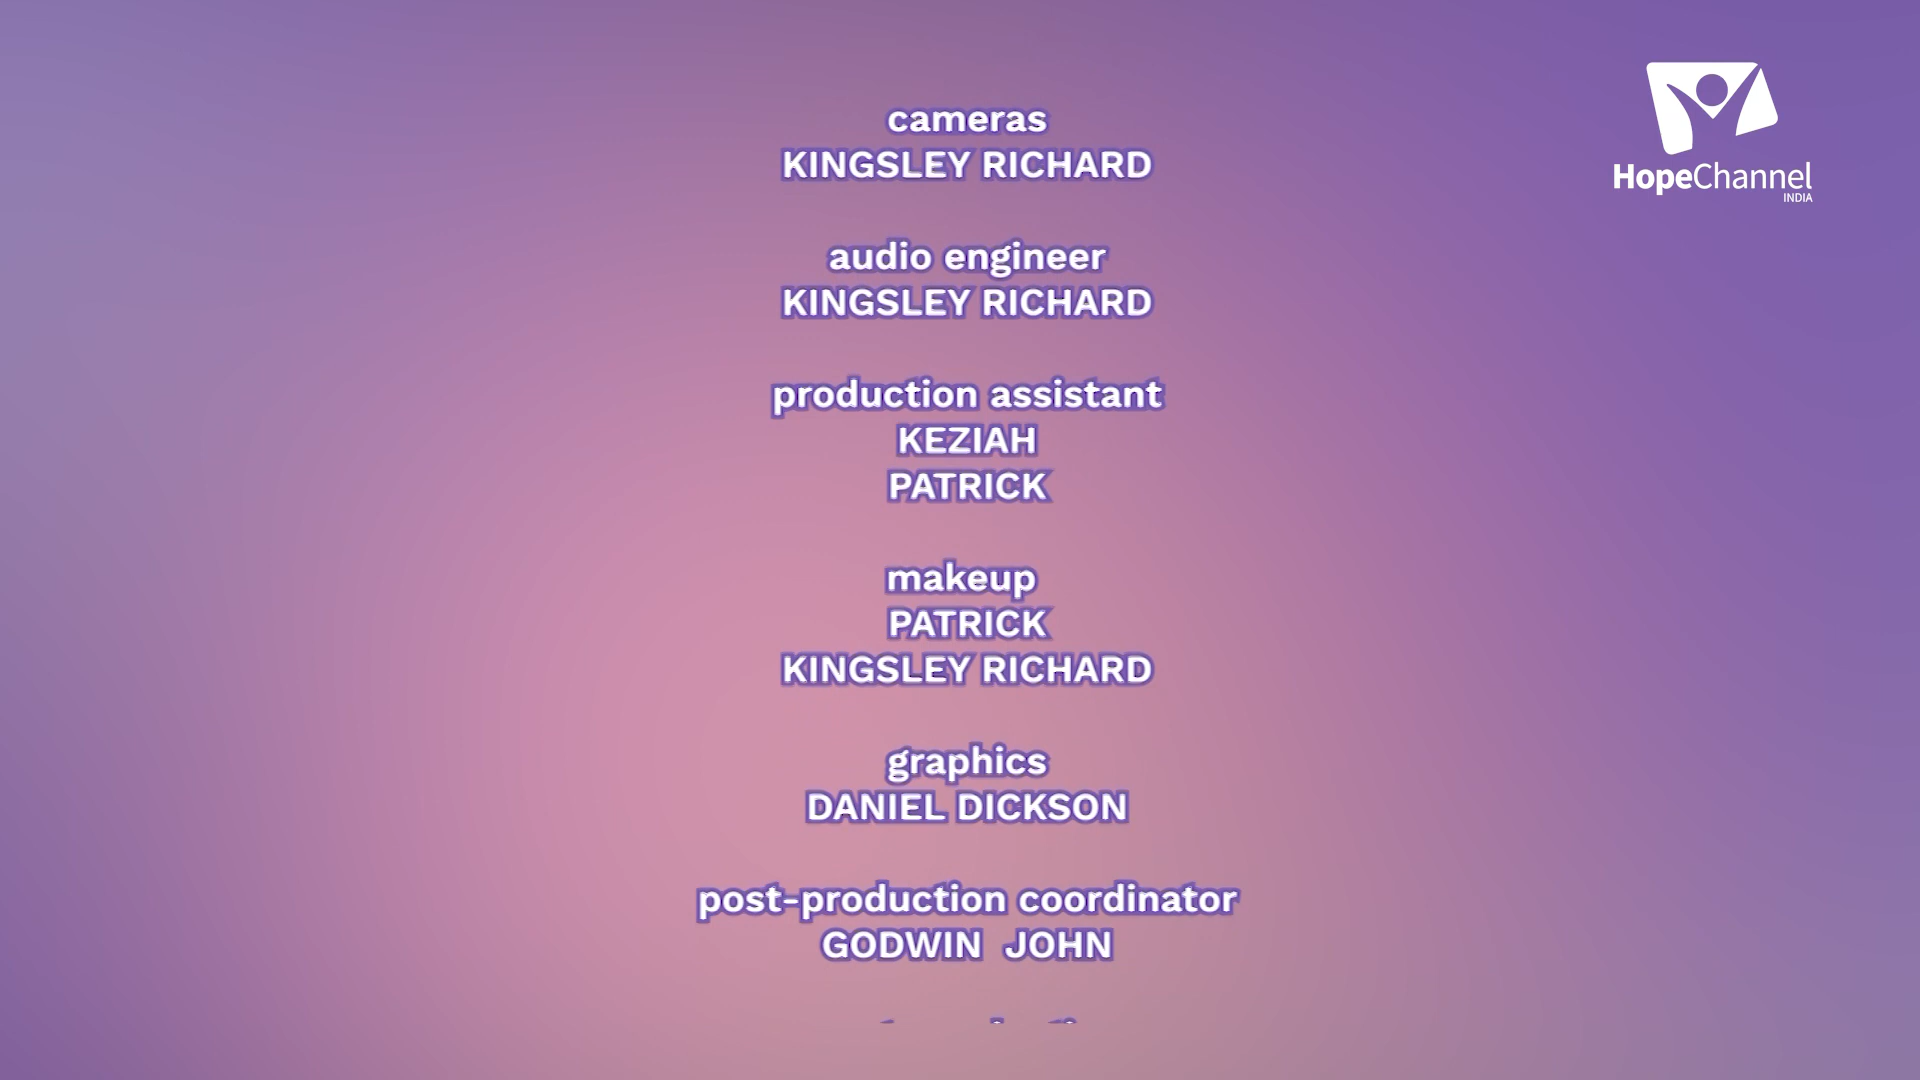 HopeChannel
INDIA
cameras
KINGSLEY RICHARD
audio engineer
KINGSLEY RICHARD
production assistant
KEZIAH
PATRICK
makeup
PATRICK
KINGSLEY RICHARD
graphics
DANIEL DICKSON
post-production coordinator
GODWIN JOHN